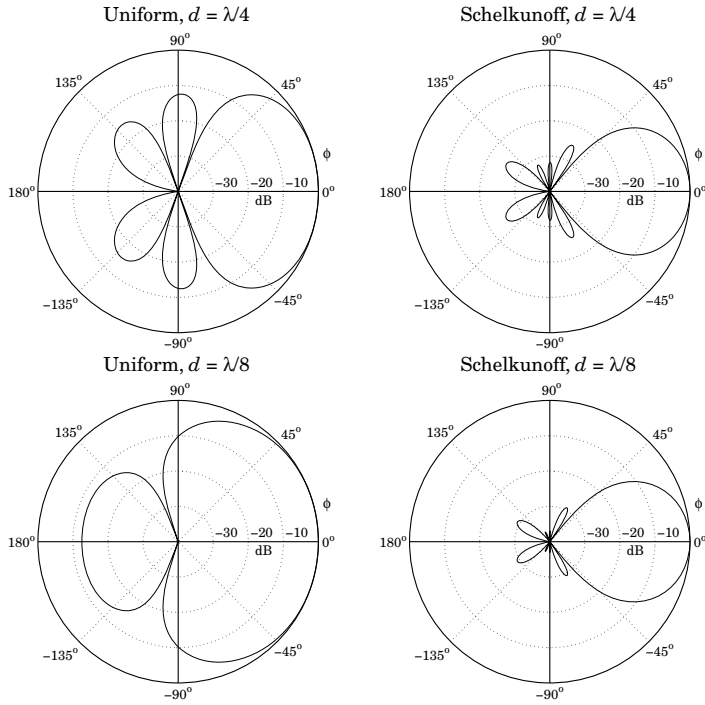 Uniform, d = λ/4
90°
135°
45°
ϕ
−30 −20 −10
180°
0°
dB
−135°
−45°
−90°
Schelkunoff, d = λ/4
90°
135°
45°
ϕ
−30 −20 −10
180°
0°
dB
−135°
−45°
−90°
Uniform, d = λ/8
90°
135°
45°
ϕ
−30 −20 −10
180°
0°
dB
−135°
−45°
−90°
Schelkunoff, d = λ/8
90°
135°
45°
ϕ
−30 −20 −10
180°
0°
dB
−135°
−45°
−90°